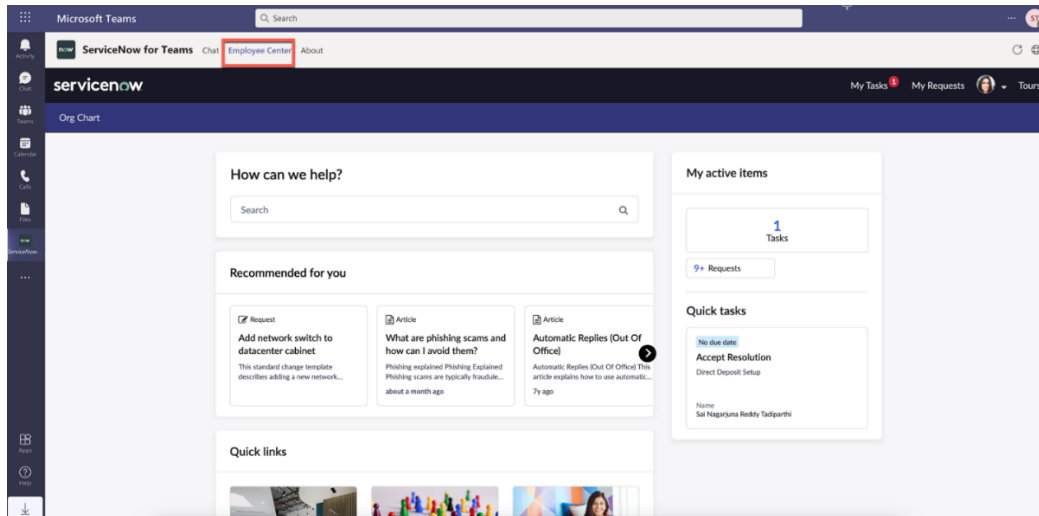 Microsoft Teams
Search
ST
Activity
Chat
Teams
Calendar
Calls
Files
now
ServiceNow...
Apps
Help
now ServiceNow for Teams Chat Employee Center About
servicenow
My Tasks 1 My Requests Tours
Org Chart
How can we help?
Search
Recommended for you
Request
Add network switch to
datacenter cabinet
This standard change template
describes adding a new network...
Article
What are phishing scams and
how can I avoid them?
Phishing explained Phishing Explained
Phishing scams are typically fraudule...
about a month ago
Article
Automatic Replies (Out Of
Office)
Automatic Replies (Out Of Office) This
article explains how to use automatic...
7y ago
Quick links
My active items
1
Tasks
9+ Requests
Quick tasks
No due date
Accept Resolution
Direct Deposit Setup
Name
Sai Nagarjuna Reddy Tadiparthi